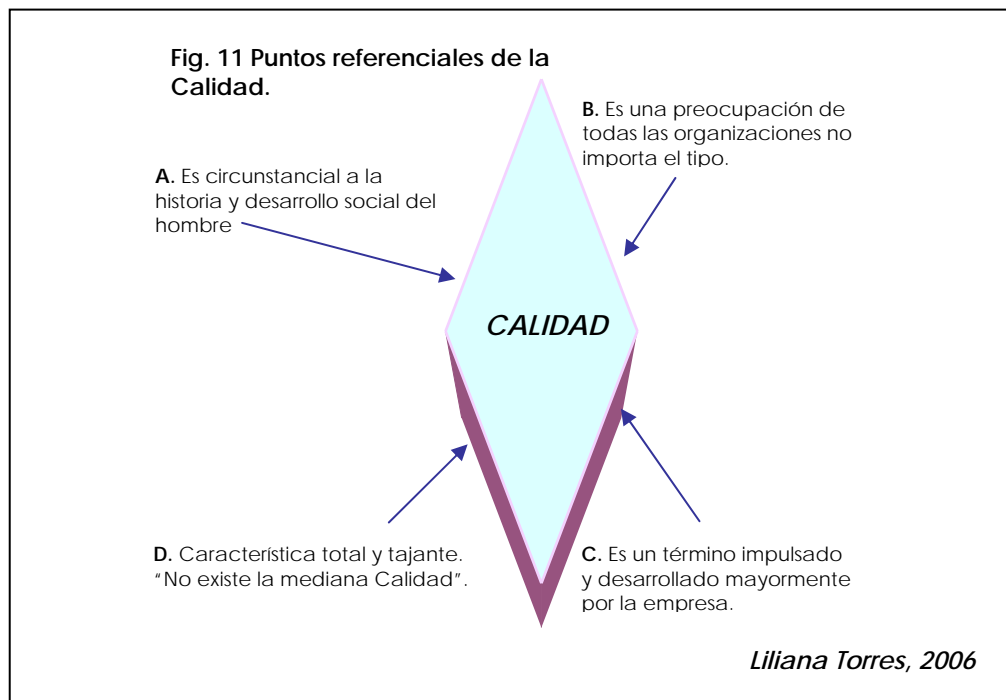 Fig. 11 Puntos referenciales de la
Calidad.
A. Es circunstancial a la
historia y desarrollo social del
hombre
B. Es una preocupación de
todas las organizaciones no
importa el tipo.
CALIDAD
D. Característica total y tajante.
“No existe la mediana Calidad”.
C. Es un término impulsado
y desarrollado mayormente
por la empresa.
Liliana Torres, 2006